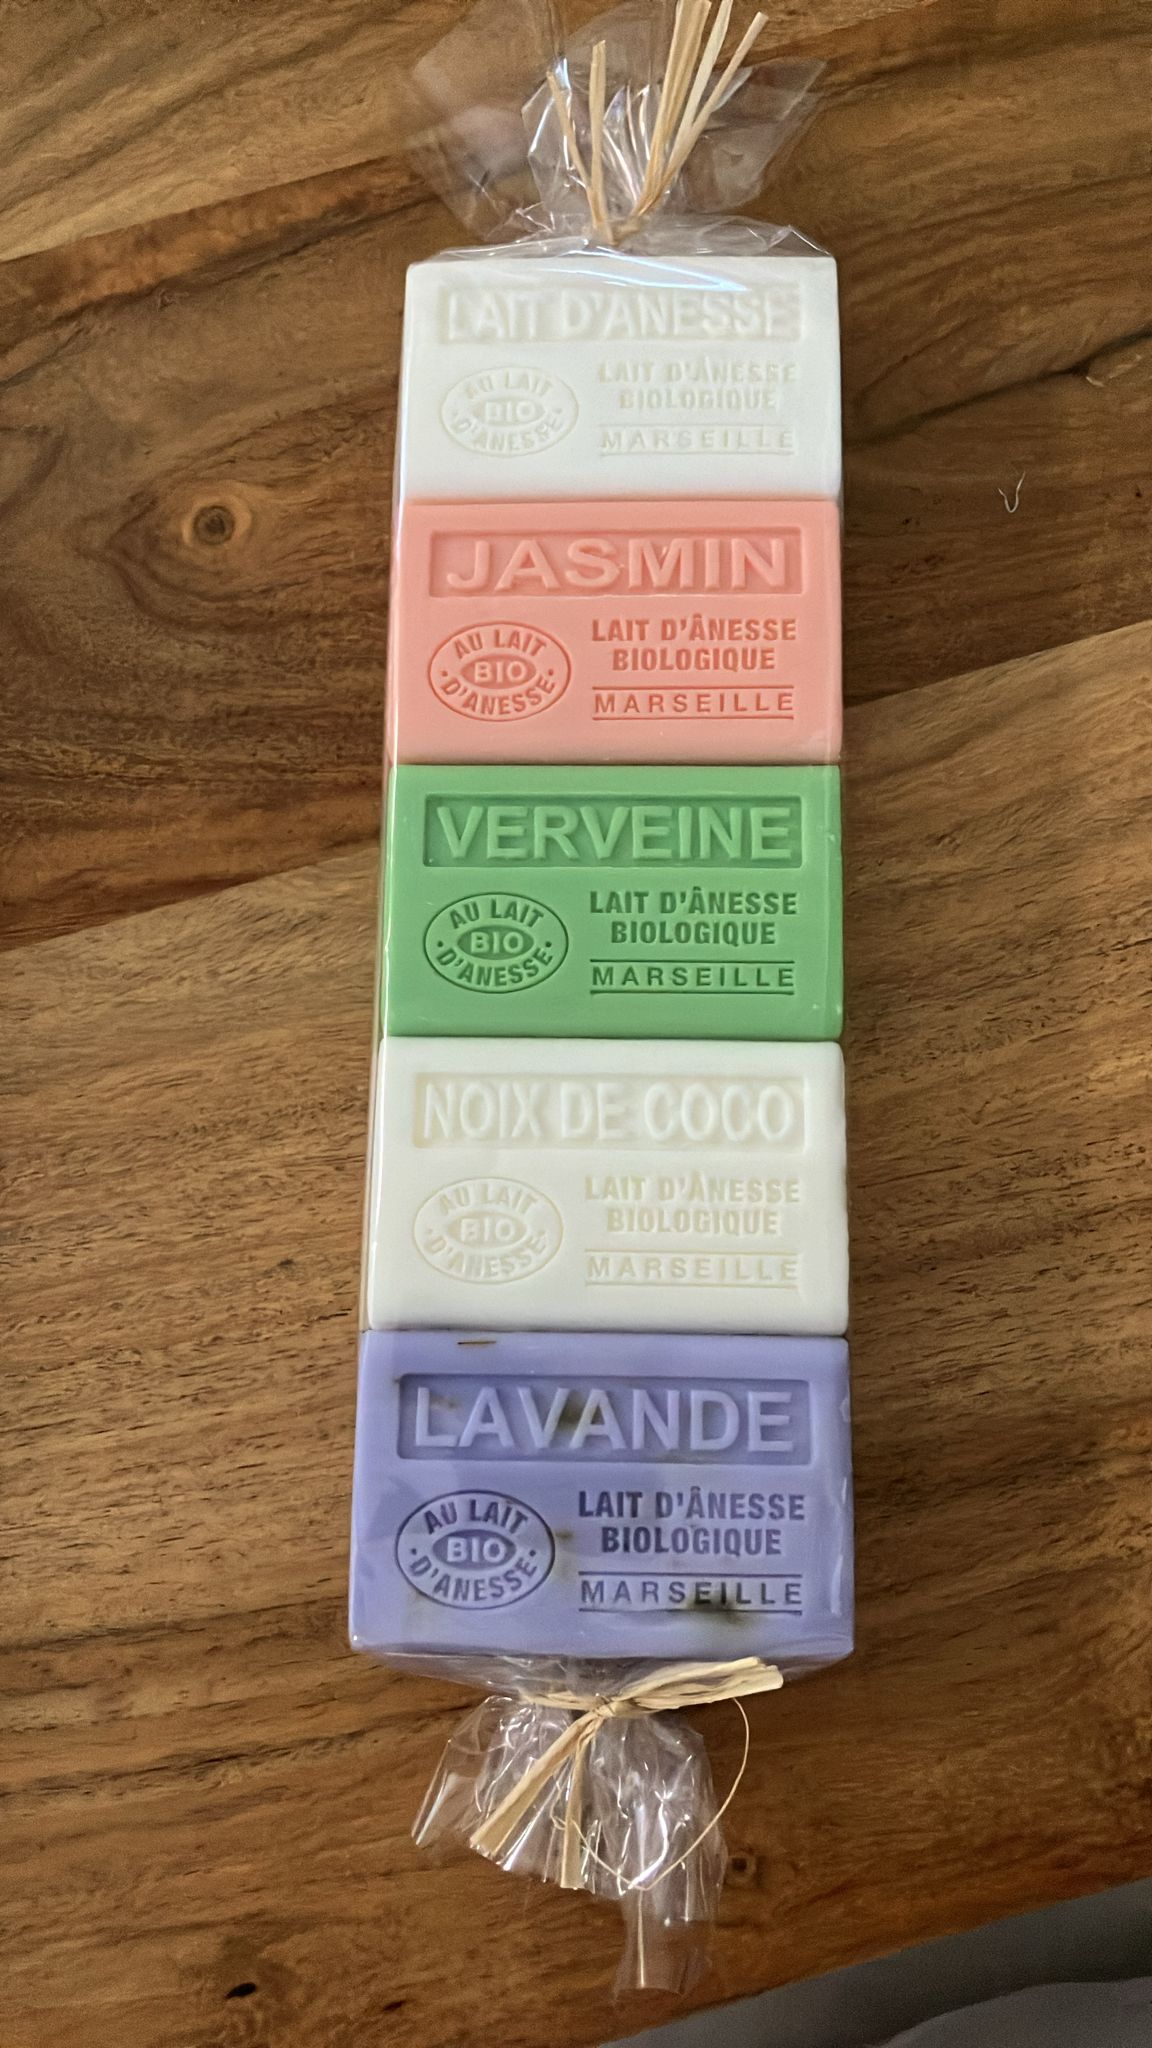 LAIT D'ANESSE
AU LAIT
BIO
D'ANESSE
LAIT D'ÂNESSE
BIOLOGIQUE
MARSEILLE
JASMIN
AU LAIT
BIO
D'ANESSE
LAIT D'ÂNESSE
BIOLOGIQUE
MARSEILLE
VERVEINE
AU LAIT
BIO
D'ANESSE
LAIT D'ÂNESSE
BIOLOGIQUE
MARSEILLE
NOIX DE COCO
AU LAIT
BIO
D'ANESSE
LAIT D'ÂNESSE
BIOLOGIQUE
MARSEILLE
LAVANDE
AU LAIT
BIO
D'ANESSE
LAIT D'ÂNESSE
BIOLOGIQUE
MARSEILLE